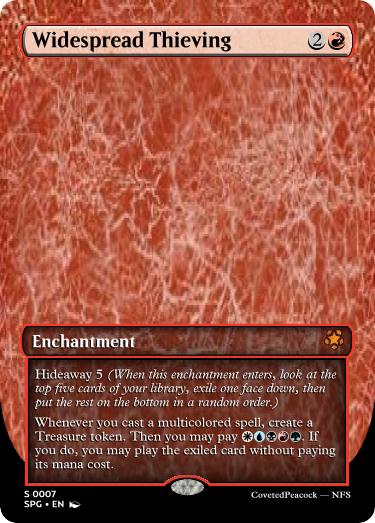 Widespread Thieving 2
Enchantment
Hideaway 5 (When this enchantment enters, look at the
top five cards of your library, exile one face down, then
put the rest on the bottom in a random order.)
Whenever you cast a multicolored spell, create a
Treasure token. Then you may pay . If
you do, you may play the exiled card without paying
its mana cost.
S 0007
SPG • EN CovetedPeacock — NFS